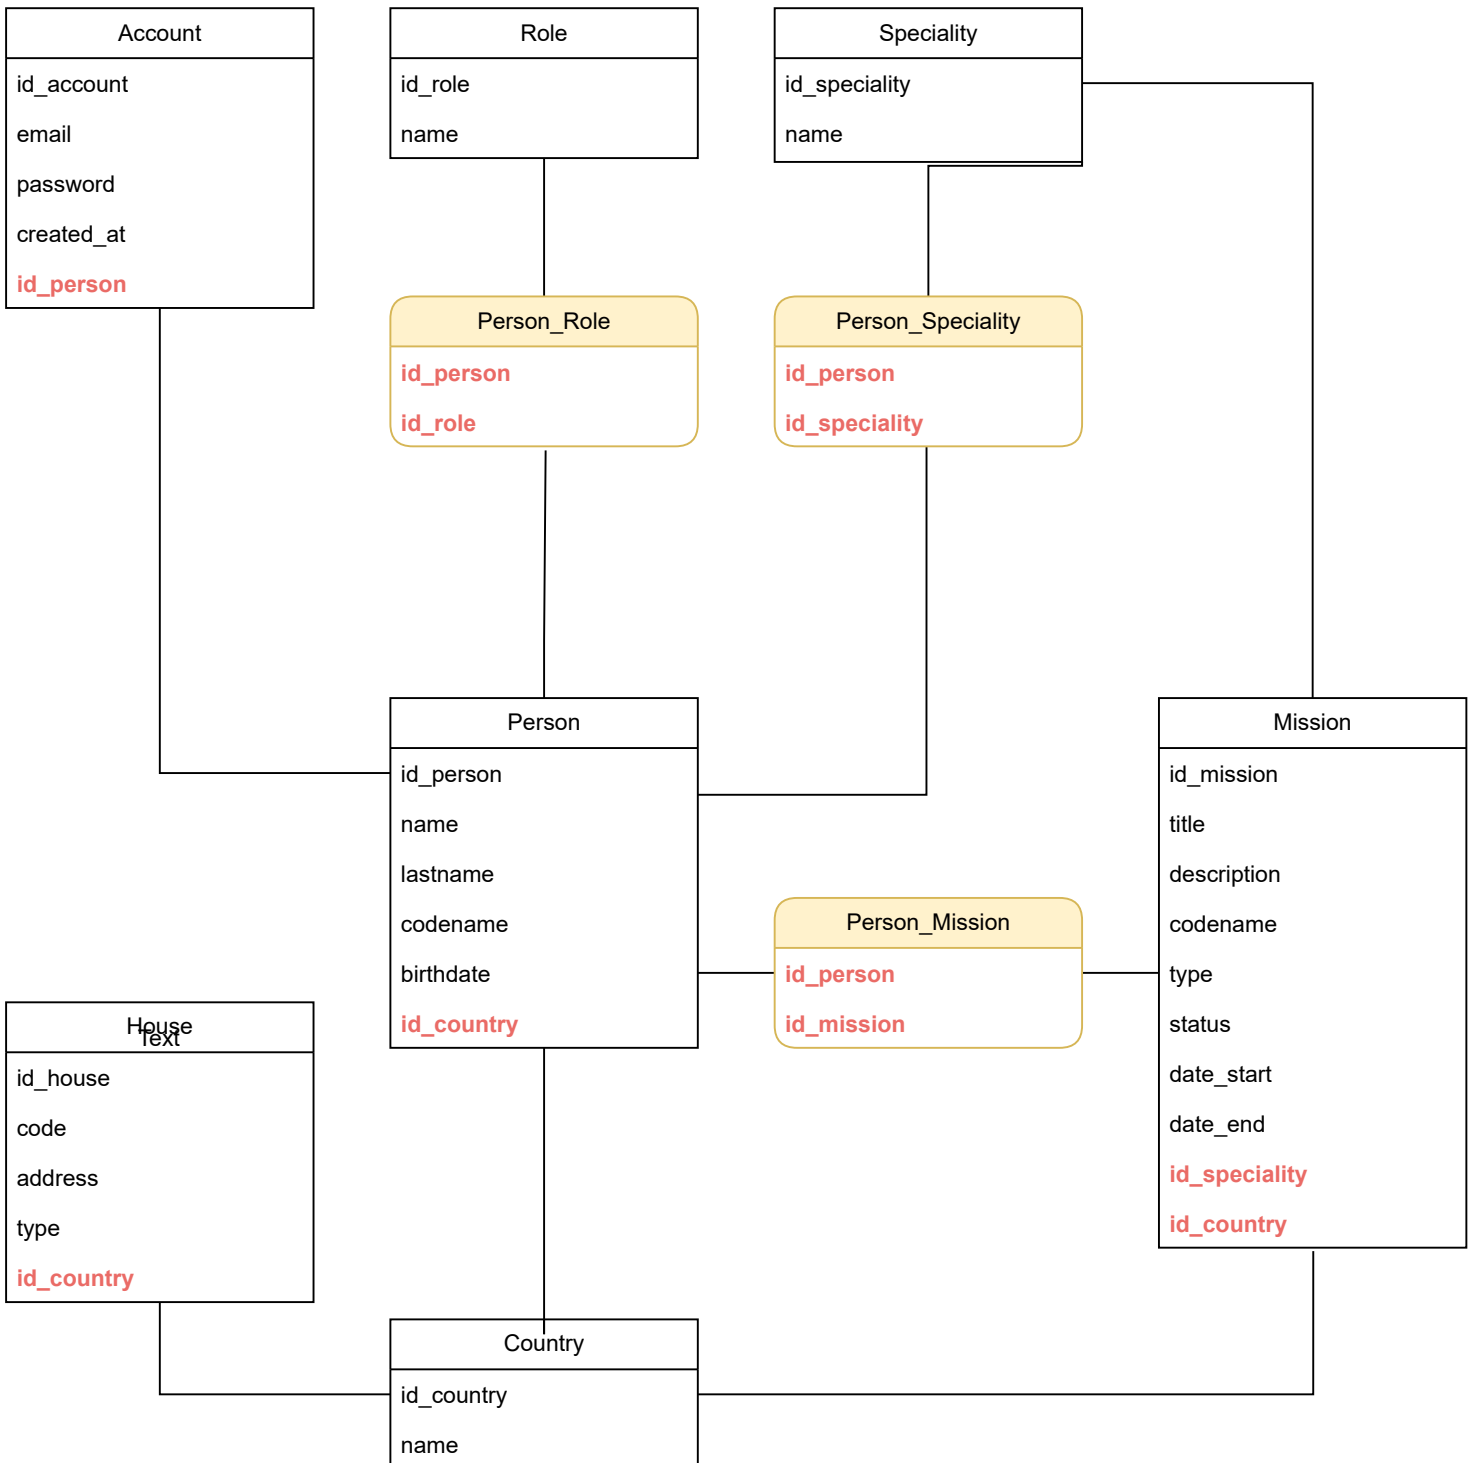 Account
id_account
email
password
created_at
id_person
Role
id_role
name
Speciality
id_speciality
name
Person_Role
id_person
id_role
Person_Speciality
id_person
id_speciality
Person
id_person
name
lastname
codename
birthdate
id_country
Person_Mission
id_person
id_mission
Mission
id_mission
title
description
codename
type
status
date_start
date_end
id_speciality
id_country
House
Text
id_house
code
address
type
id_country
Country
id_country
name